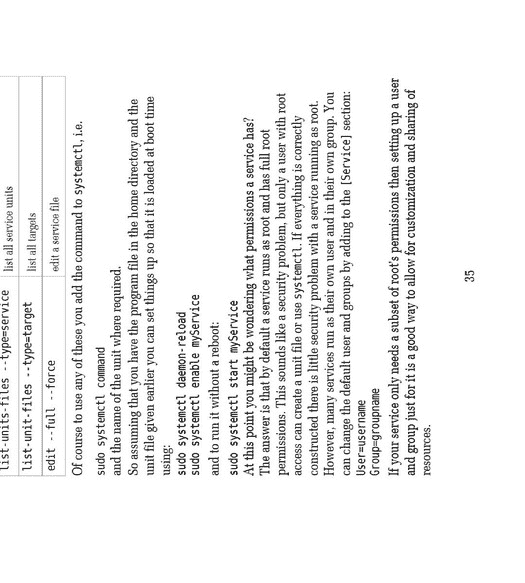 list-units-files --type=service list all service units
list-unit-files --type=target list all targets
edit --full --force edit a service file
Of course to use any of these you add the command to systemctl, i.e.
sudo systemctl command
and the name of the unit where required.
So assuming that you have the program file in the home directory and the
unit file given earlier you can set things up so that it is loaded at boot time
using:
sudo systemctl daemon-reload
sudo systemctl enable myService
and to run it without a reboot:
sudo systemctl start myService
At this point you might be wondering what permissions a service has?
The answer is that by default a service runs as root and has full root
permissions. This sounds like a security problem, but only a user with root
access can create a unit file or use systemctl. If everything is correctly
constructed there is little security problem with a service running as root.
However, many services run as their own user and in their own group. You
can change the default user and groups by adding to the [Service] section:
User=username
Group=groupname
If your service only needs a subset of root's permissions then setting up a user
and group just for it is a good way to allow for customization and sharing of
resources.
35